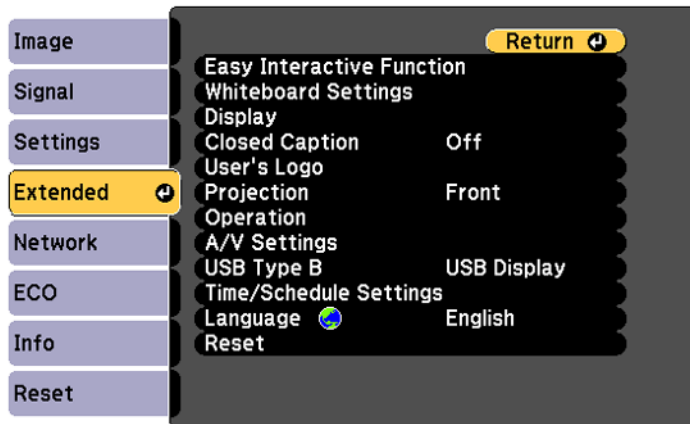 Image
Signal
Settings
Extended
Network
ECO
Info
Reset
Return
Easy Interactive Function
Whiteboard Settings
Display
Closed Caption Off
User's Logo
Projection Front
Operation
A/V Settings
USB Type B USB Display
Time/Schedule Settings
Language English
Reset